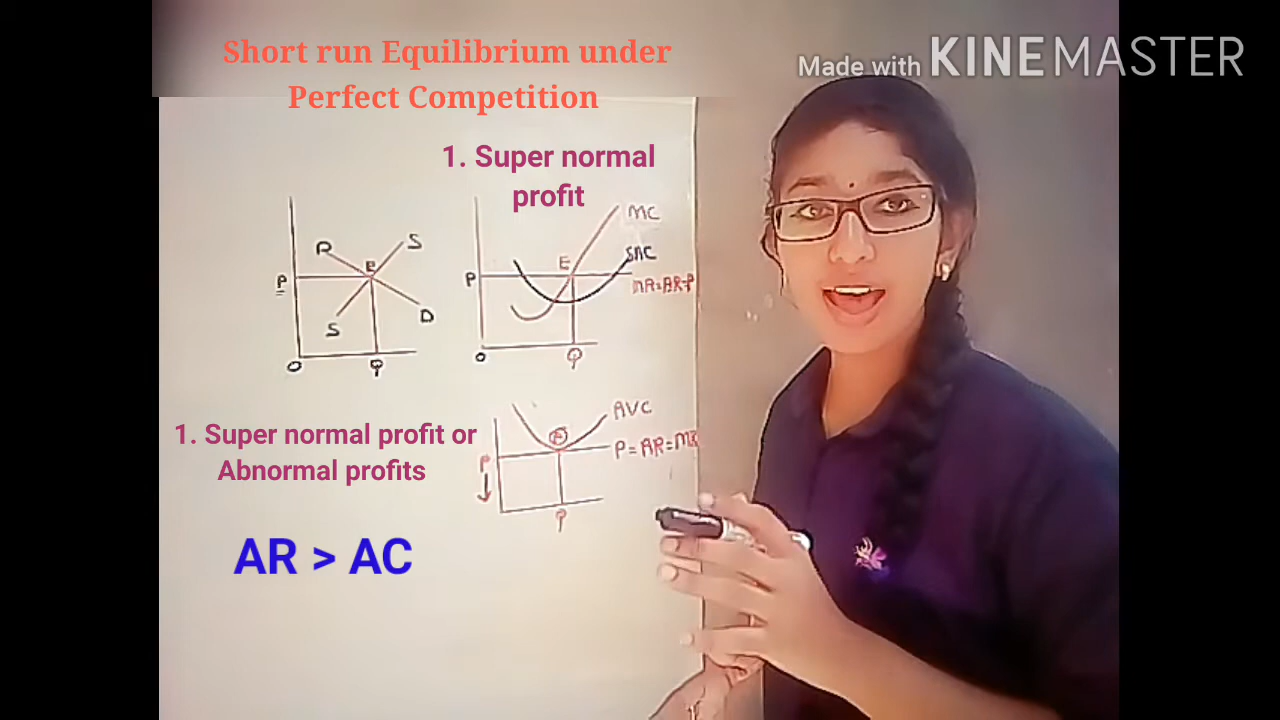 Short run Equilibrium under
Perfect Competition
Made with KINEMASTER
1. Super normal
profit
D
S
E
P
S
D
O
Q
MC
SAC
E
P
MR=AR=P
O
Q
1. Super normal profit or
Abnormal profits
AR > AC
AVC
E
P=AR=MR
P
Q